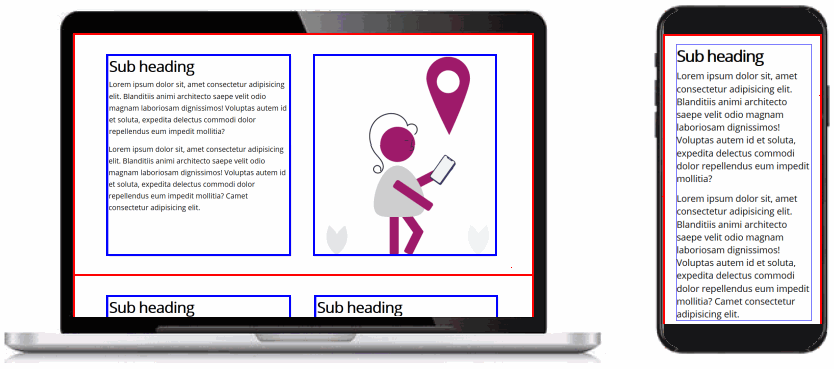 Sub heading
Lorem ipsum dolor sit, amet consectetur adipisicing
elit. Blanditiis animi architecto saepe velit odio
magnam laboriosam dignissimos! Voluptas autem id
et soluta, expedita delectus commodi dolor
repellendus eum impedit mollitia?
Lorem ipsum dolor sit, amet consectetur adipisicing
elit. Blanditiis animi architecto saepe velit odio
magnam laboriosam dignissimos! Voluptas autem id
et soluta, expedita delectus commodi dolor
repellendus eum impedit mollitia? Camet
consectetur adipisicing elit.
Sub heading
Sub heading
Sub heading
Lorem ipsum dolor sit, amet
consectetur adipisicing elit.
Blanditiis animi architecto
saepe velit odio magnam
laboriosam dignissimos!
Voluptas autem id et soluta,
expedita delectus commodi
dolor repellendus eum impedit
mollitia?
Lorem ipsum dolor sit, amet
consectetur adipisicing elit.
Blanditiis animi architecto
saepe velit odio magnam
laboriosam dignissimos!
Voluptas autem id et soluta,
expedita delectus commodi
dolor repellendus eum impedit
mollitia? Camet consectetur
adipisicing elit.